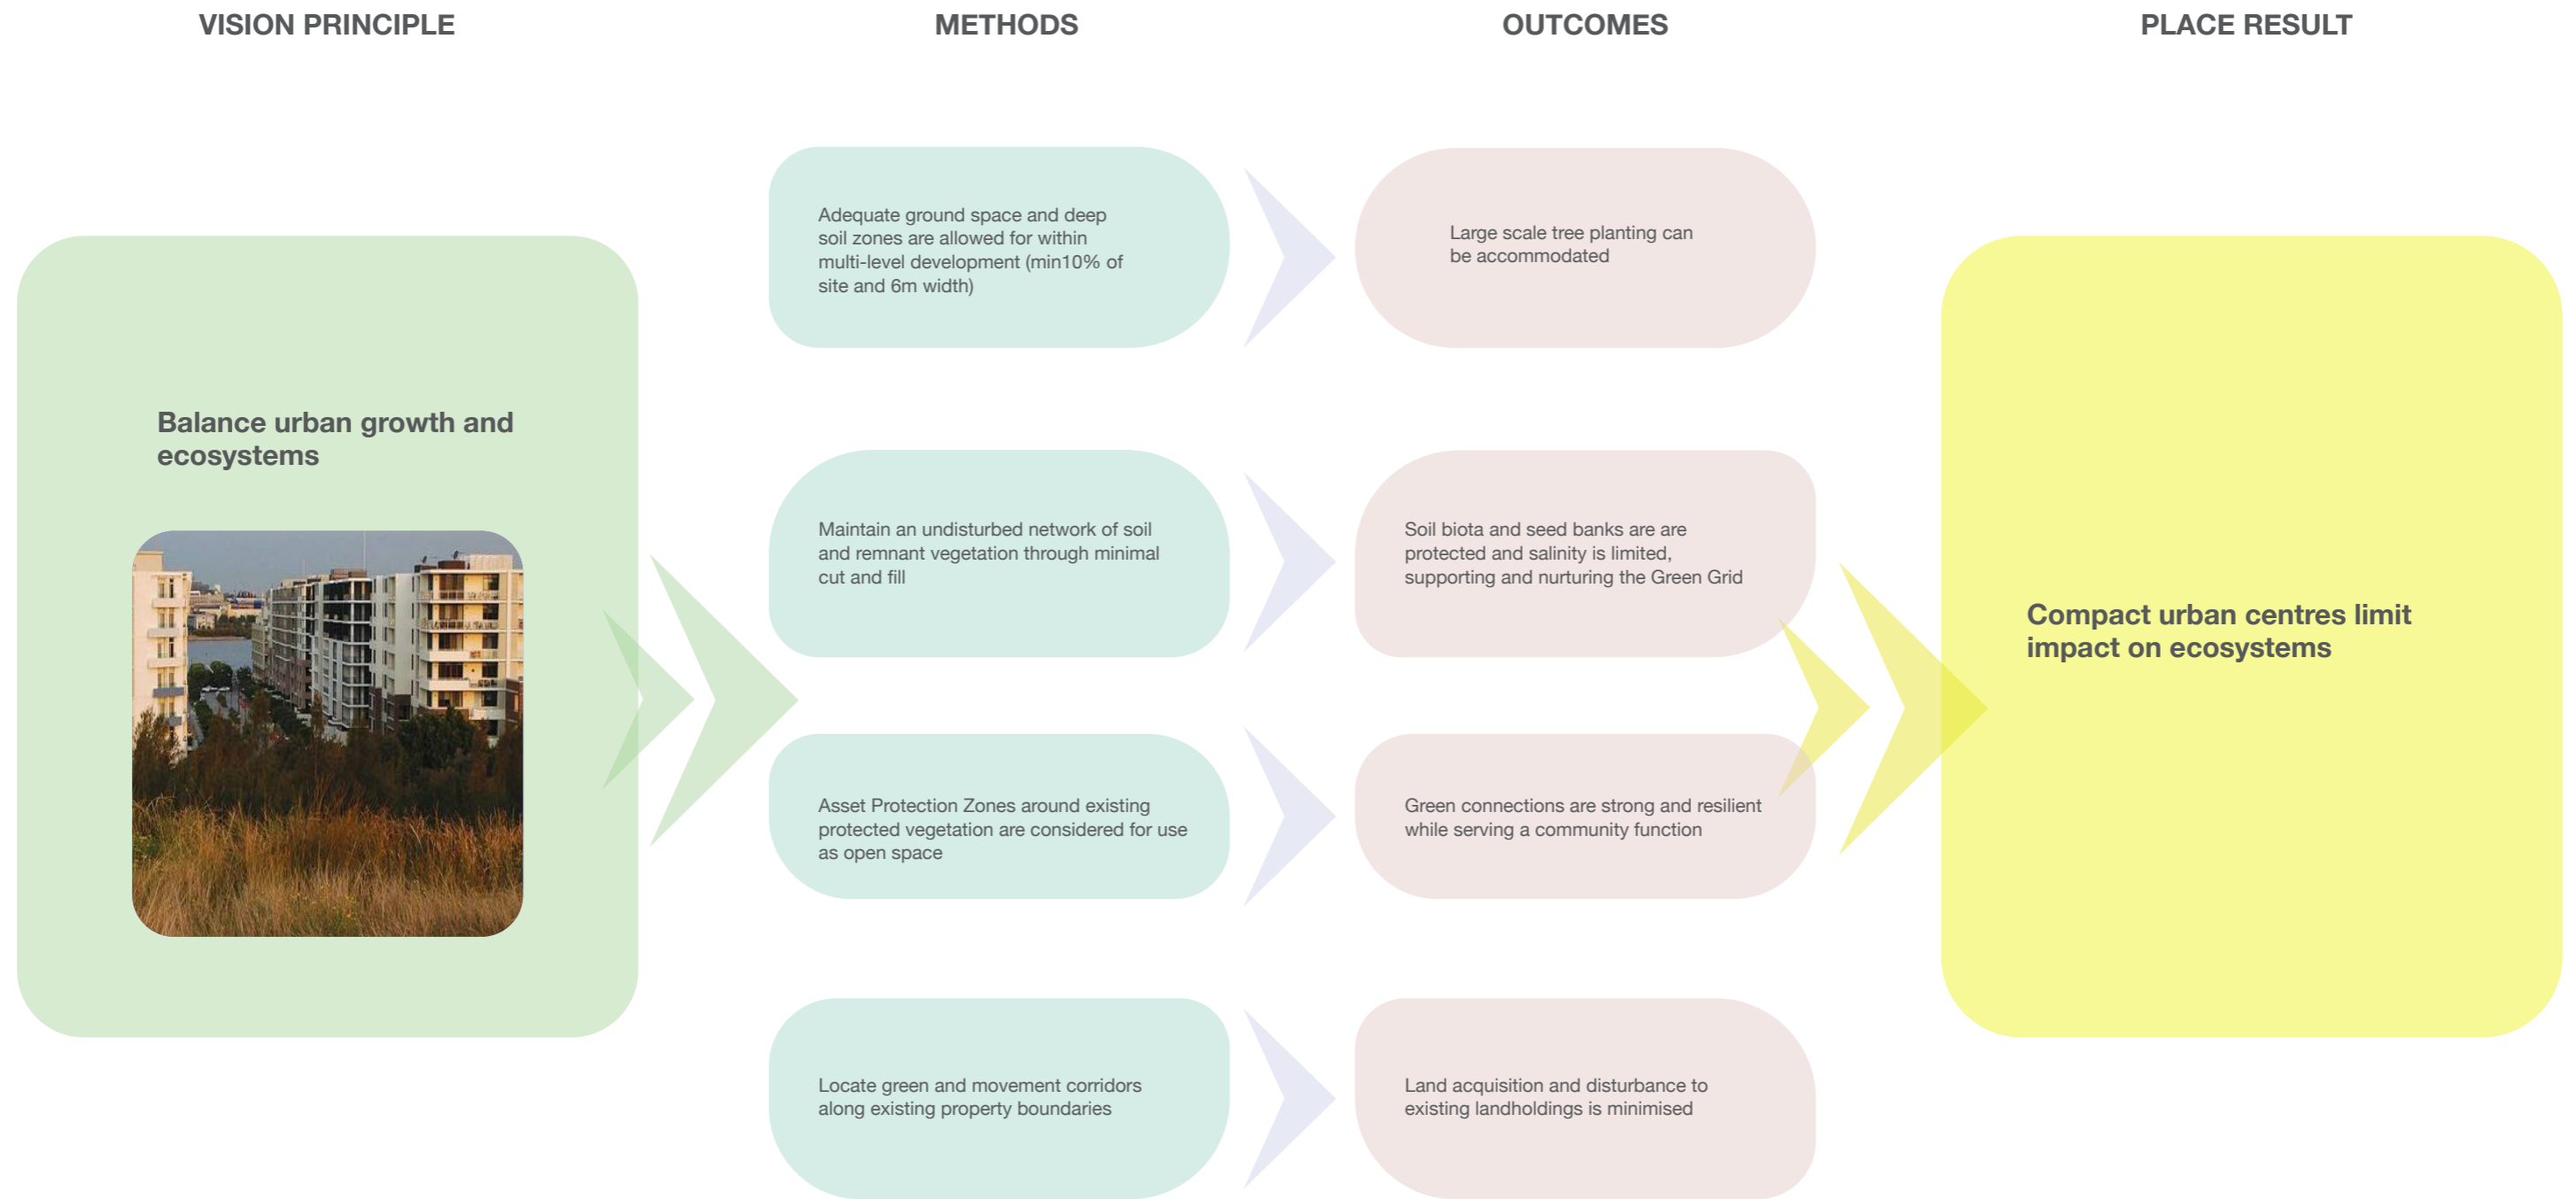 VISION PRINCIPLE
METHODS
OUTCOMES
PLACE RESULT
Balance urban growth and
ecosystems
Adequate ground space and deep
soil zones are allowed for within
multi-level development (min10% of
site and 6m width)
Large scale tree planting can
be accommodated
Maintain an undisturbed network of soil
and remnant vegetation through minimal
cut and fill
Soil biota and seed banks are are
protected and salinity is limited,
supporting and nurturing the Green Grid
Asset Protection Zones around existing
protected vegetation are considered for use
as open space
Green connections are strong and resilient
while serving a community function
Locate green and movement corridors
along existing property boundaries
Land acquisition and disturbance to
existing landholdings is minimised
Compact urban centres limit
impact on ecosystems